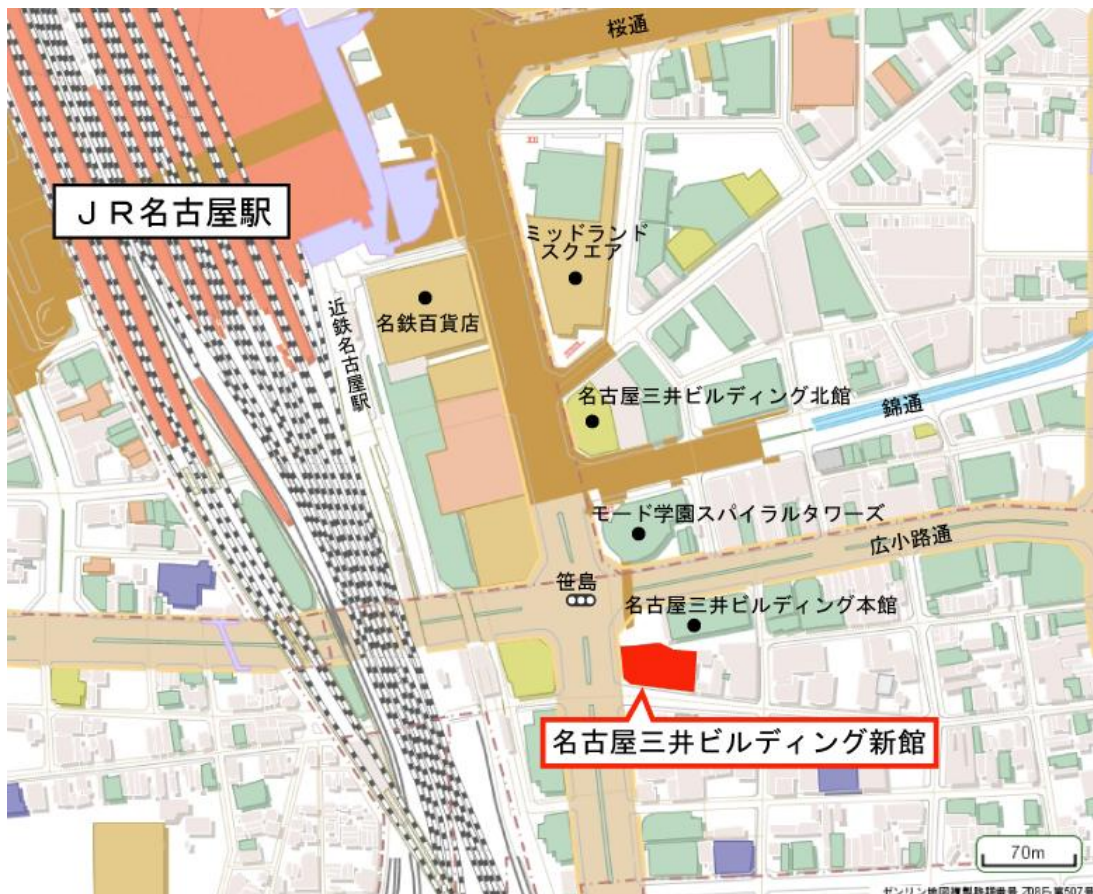 桜通
ＪＲ名古屋駅
ミッドランド
スクエア
名鉄百貨店
近鉄名古屋駅
名古屋三井ビルディング北館
錦通
モード学園スパイラルタワーズ
広小路通
笹島
名古屋三井ビルディング本館
名古屋三井ビルディング新館
70m